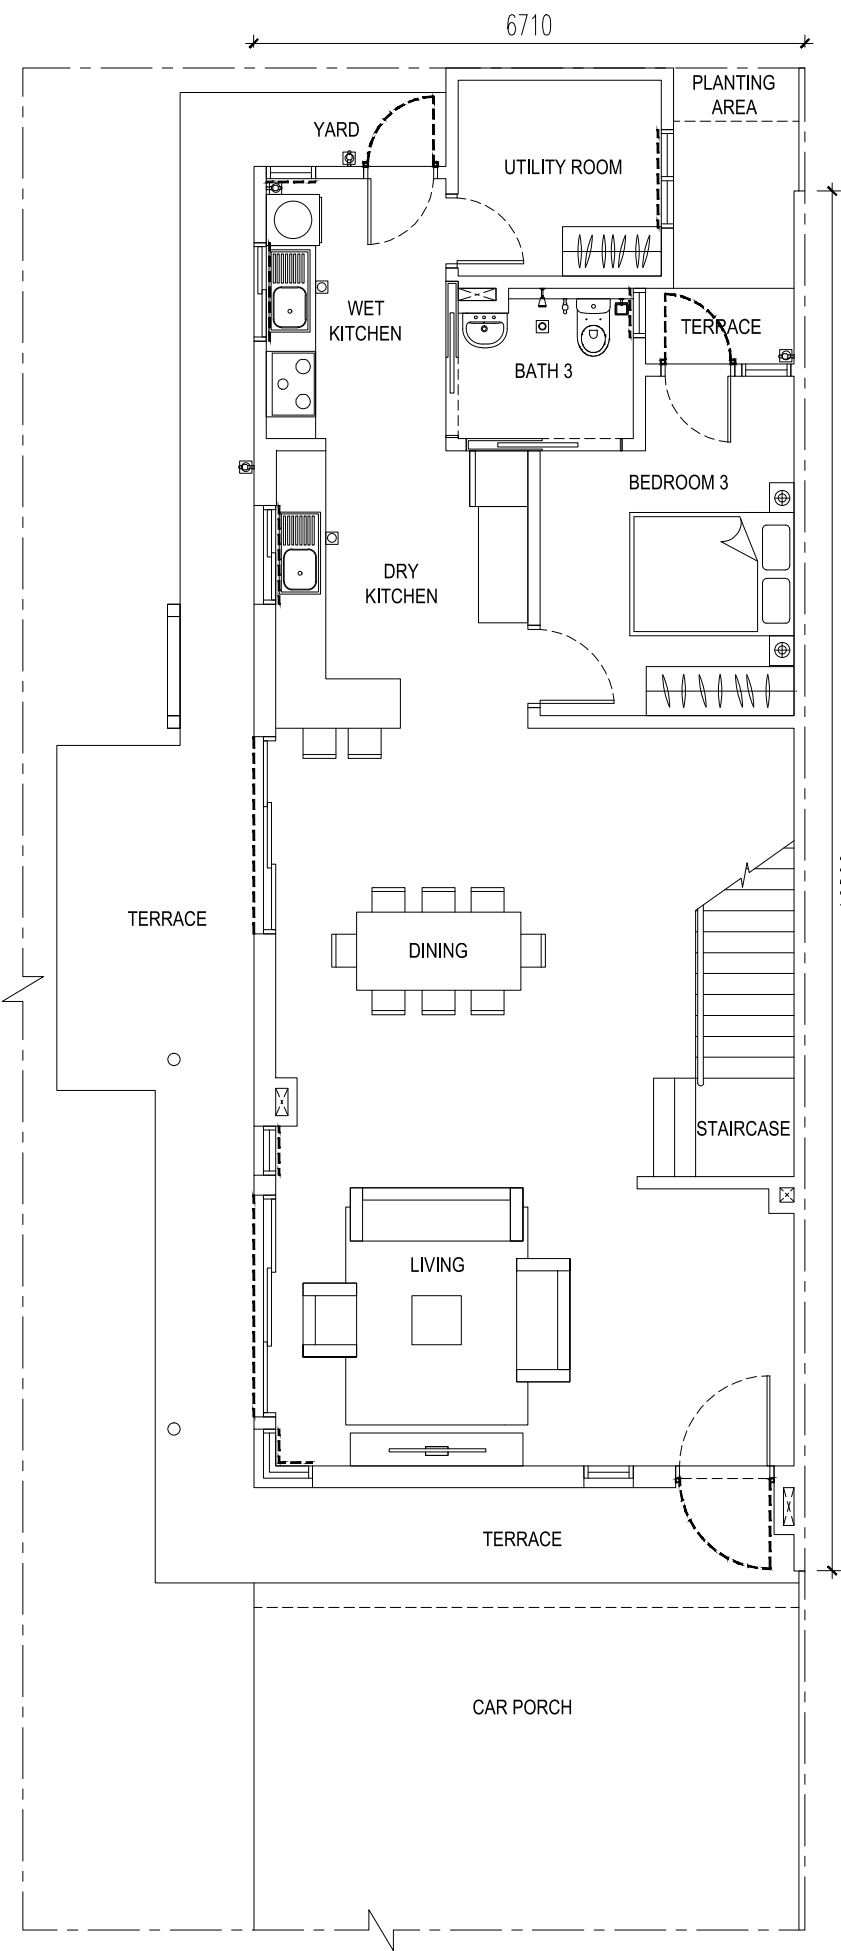 6710
PLANTING
AREA
YARD
UTILITY ROOM
WET
KITCHEN
TERRACE
BATH 3
BEDROOM 3
DRY
KITCHEN
TERRACE
DINING
STAIRCASE
LIVING
TERRACE
CAR PORCH